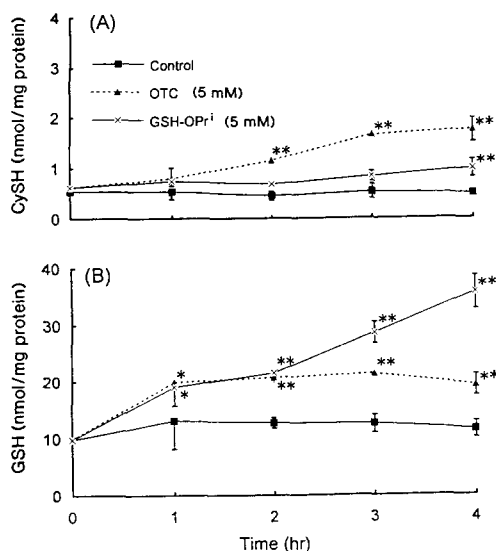 (A)
4
3
2
1
0
CySH (nmol/mg protein)
Control
OTC (5 mM)
GSH-OPrⁱ (5 mM)
**
**
**
**
(B)
40
30
20
10
0
GSH (nmol/mg protein)
*
*
**
**
**
**
**
**
0 1 2 3 4
Time (hr)